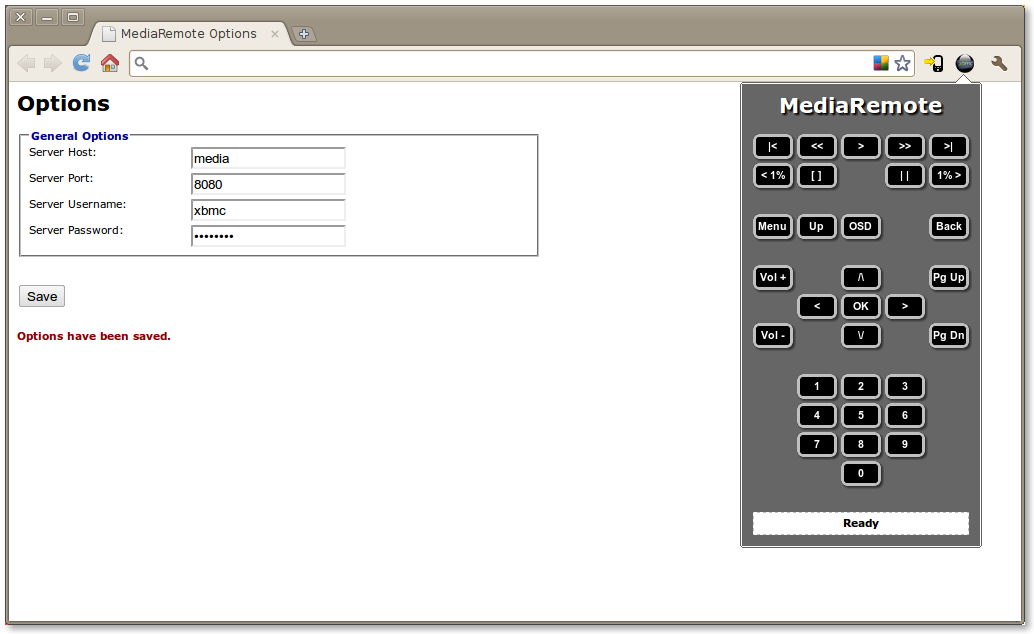 MediaRemote Options
Options
General Options
Server Host: media
Server Port: 8080
Server Username: xbmc
Server Password: ••••••••
Save
Options have been saved.
MediaRemote
|< << > >> >|
< 1% [ ] | | 1% >
Menu Up OSD Back
Vol + /\ Pg Up
< OK >
Vol - \/ Pg Dn
1 2 3
4 5 6
7 8 9
0
Ready